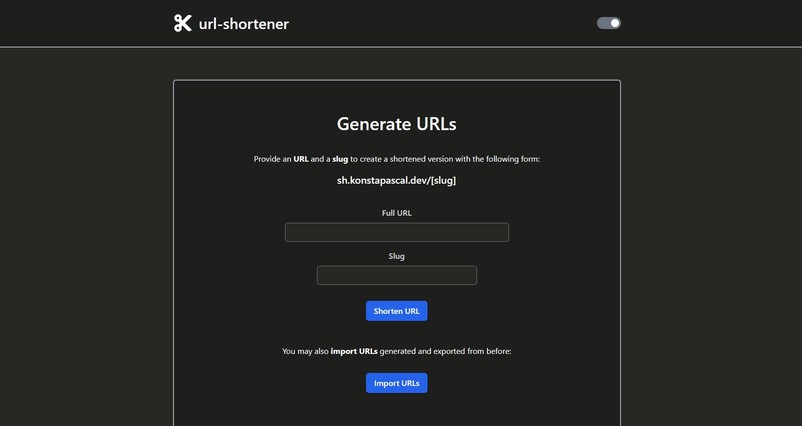 url-shortener
Generate URLs
Provide an URL and a slug to create a shortened version with the following form:
sh.konstapascal.dev/[slug]
Full URL
Slug
Shorten URL
You may also import URLs generated and exported from before:
Import URLs